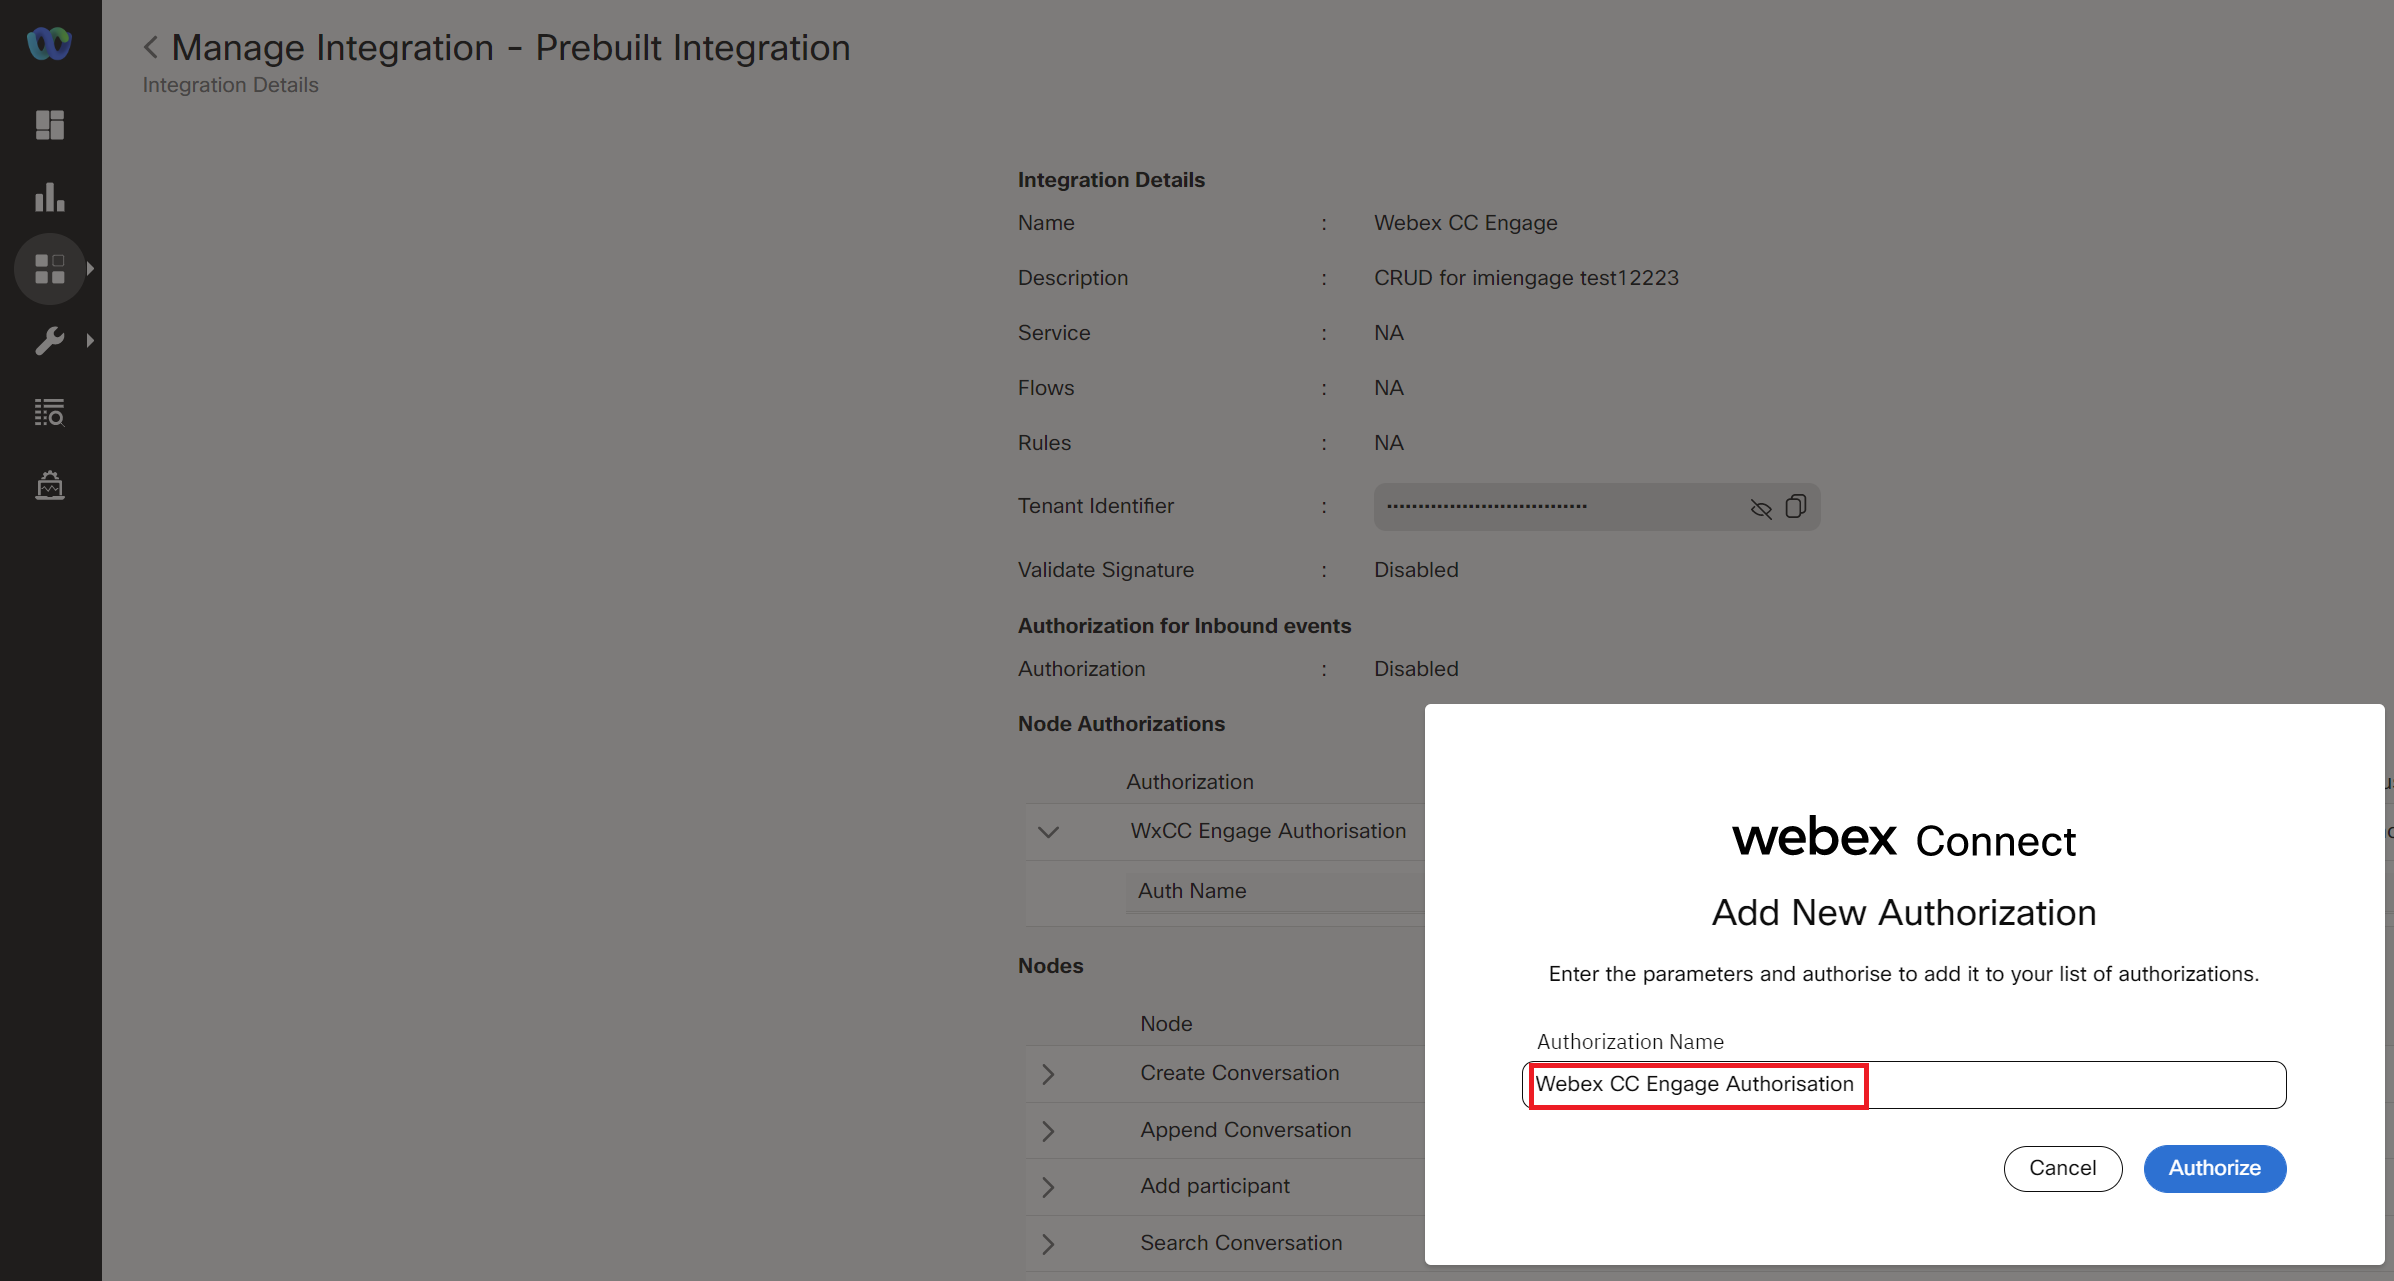 Manage Integration - Prebuilt Integration
Integration Details
Integration Details
Name : Webex CC Engage
Description : CRUD for imiengage test12223
Service : NA
Flows : NA
Rules : NA
Tenant Identifier : ································
Validate Signature : Disabled
Authorization for Inbound events
Authorization : Disabled
Node Authorizations
Authorization
WxCC Engage Authorisation
Auth Name
Nodes
Node
Create Conversation
Append Conversation
Add participant
Search Conversation
webex Connect
Add New Authorization
Enter the parameters and authorise to add it to your list of authorizations.
Authorization Name
Webex CC Engage Authorisation
Cancel Authorize